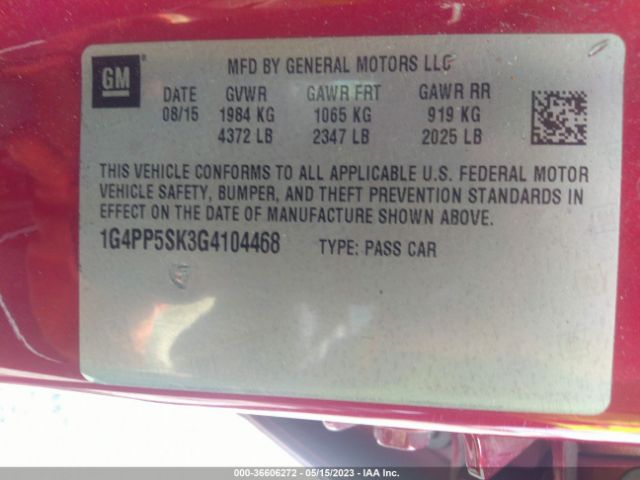 GM
MFD BY GENERAL MOTORS LLC
DATE GVWR GAWR FRT GAWR RR
08/15 1984 KG 1065 KG 919 KG
4372 LB 2347 LB 2025 LB
THIS VEHICLE CONFORMS TO ALL APPLICABLE U.S. FEDERAL MOTOR
VEHICLE SAFETY, BUMPER, AND THEFT PREVENTION STANDARDS IN
EFFECT ON THE DATE OF MANUFACTURE SHOWN ABOVE.
1G4PP5SK3G4104468 TYPE: PASS CAR
000-36606272 - 05/15/2023 - IAA Inc.